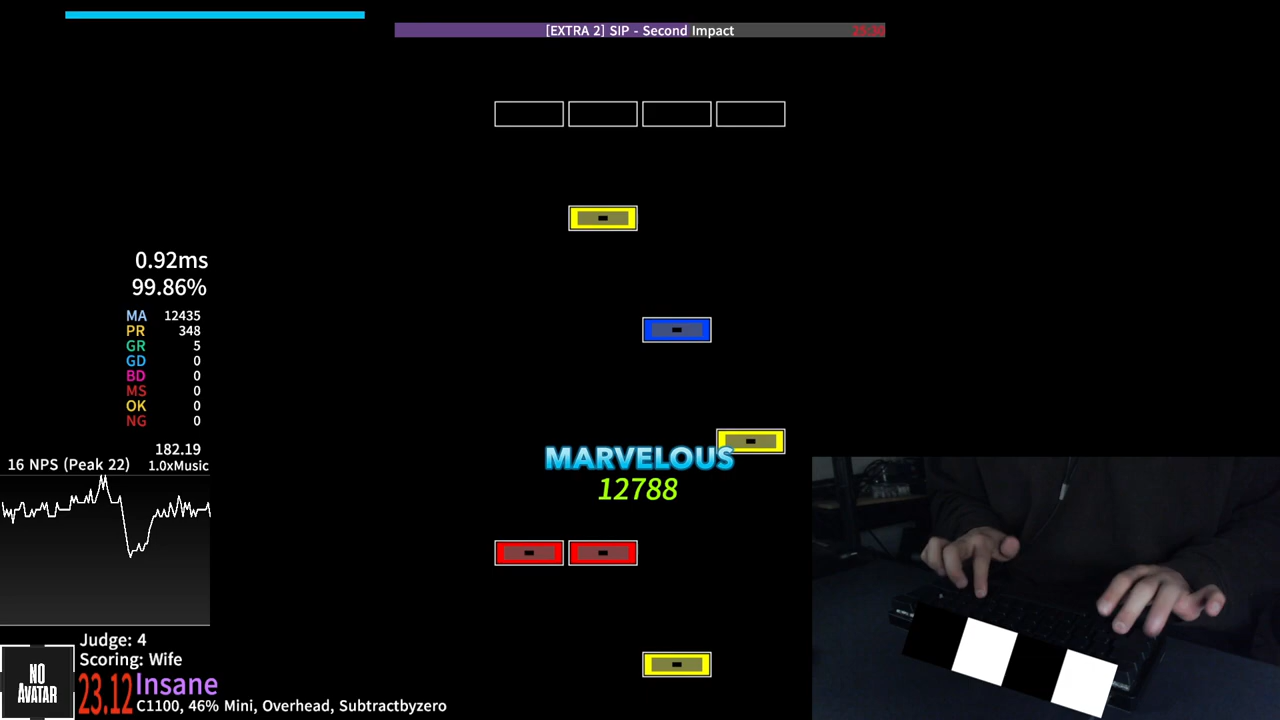 [EXTRA 2] SIP - Second Impact
25:30
0.92ms
99.86%
MA 12435
PR 348
GR 5
GD 0
BD 0
MS 0
OK 0
NG 0
182.19
16 NPS (Peak 22) 1.0xMusic
MARVELOUS
12788
Judge: 4
Scoring: Wife
NO AVATAR
23.12 Insane
C1100, 46% Mini, Overhead, Subtractbyzero